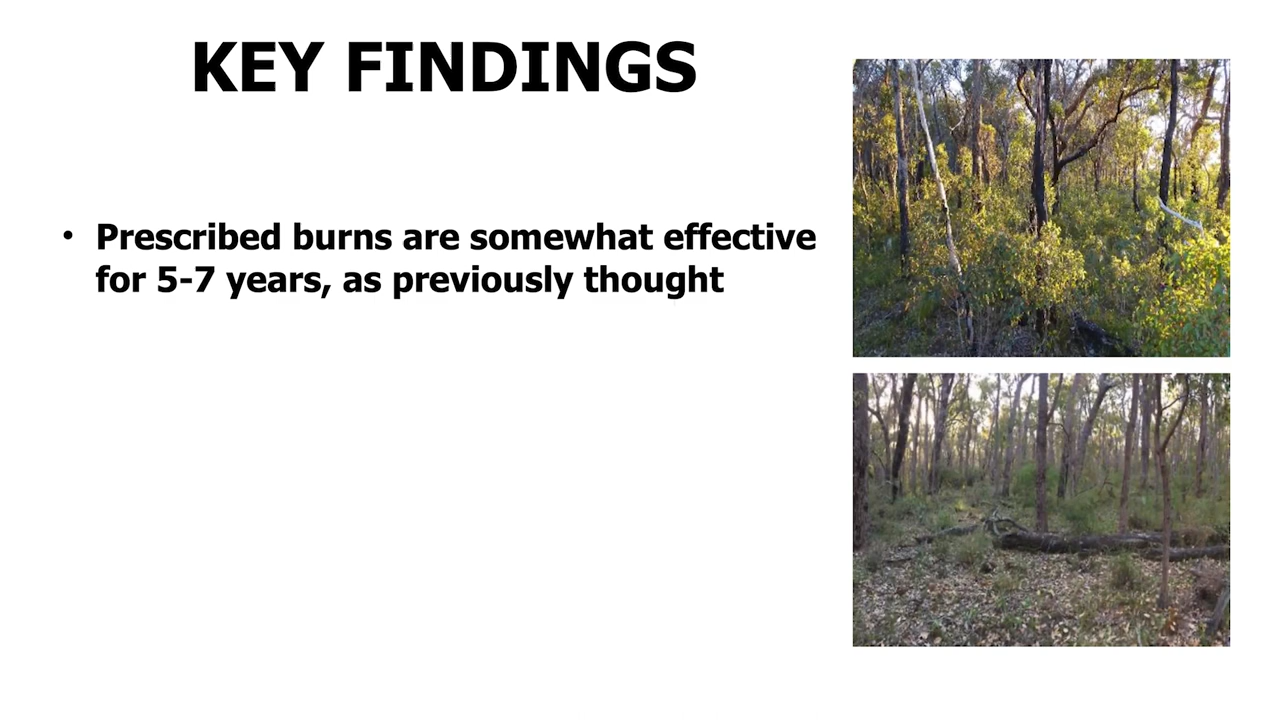 KEY FINDINGS
• Prescribed burns are somewhat effective
for 5-7 years, as previously thought